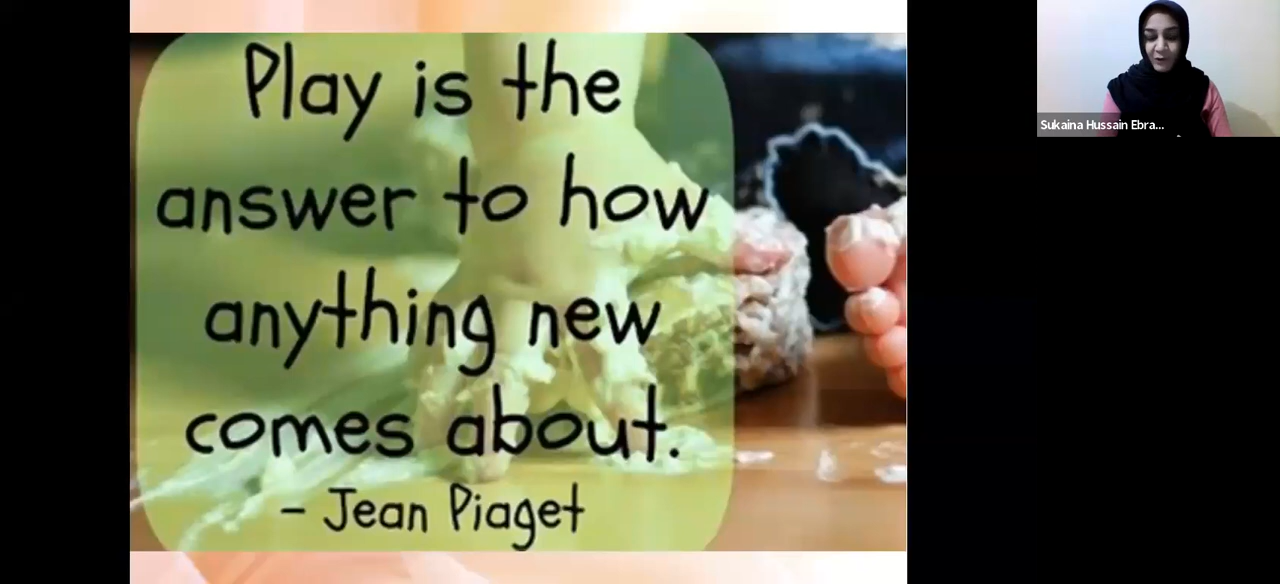 Play is the
answer to how
anything new
comes about.
– Jean Piaget
Sukaina Hussain Ebra...